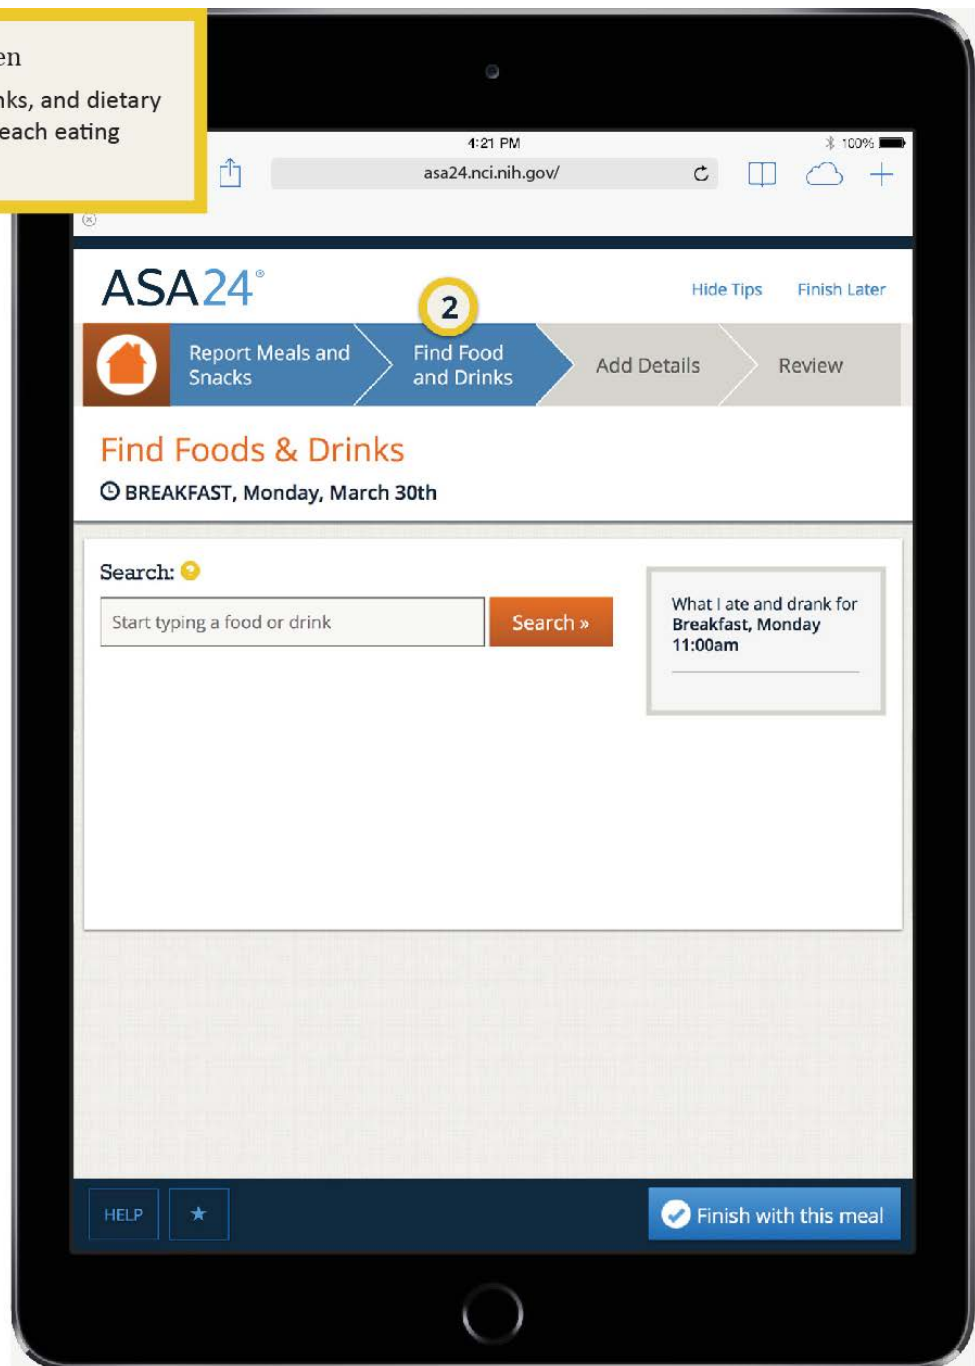 en
nks, and dietary
each eating
4:21 PM
100%
asa24.nci.nih.gov/
ASA24®
2
Hide Tips
Finish Later
Report Meals and
Snacks
Find Food
and Drinks
Add Details
Review
Find Foods & Drinks
BREAKFAST, Monday, March 30th
Search: ?
Start typing a food or drink
Search »
What I ate and drank for
Breakfast, Monday
11:00am
HELP
Finish with this meal